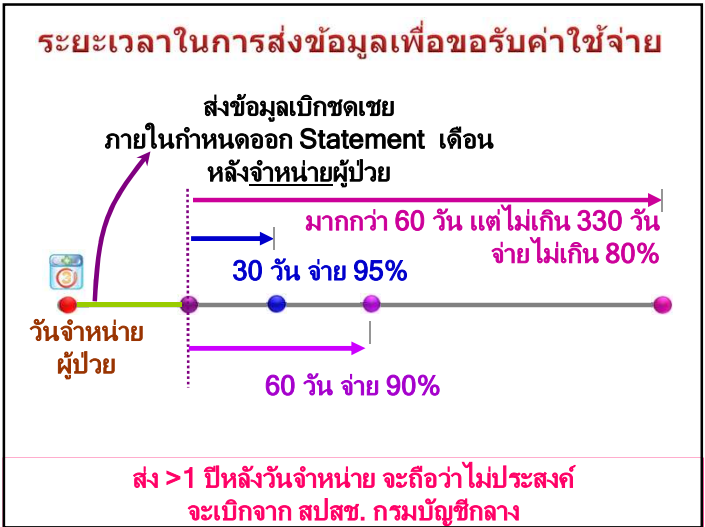 ระยะเวลาในการส่งข้อมูลเพื่อขอรับค่าใช้จ่าย
ส่งข้อมูลเบิกชดเชย
ภายในกำหนดออก Statement เดือน
หลังจำหน่ายผู้ป่วย
มากกว่า 60 วัน แต่ไม่เกิน 330 วัน
จ่ายไม่เกิน 80%
30 วัน จ่าย 95%
วันจำหน่าย
ผู้ป่วย
60 วัน จ่าย 90%
ส่ง >1 ปีหลังวันจำหน่าย จะถือว่าไม่ประสงค์
จะเบิกจาก สปสช. กรมบัญชีกลาง